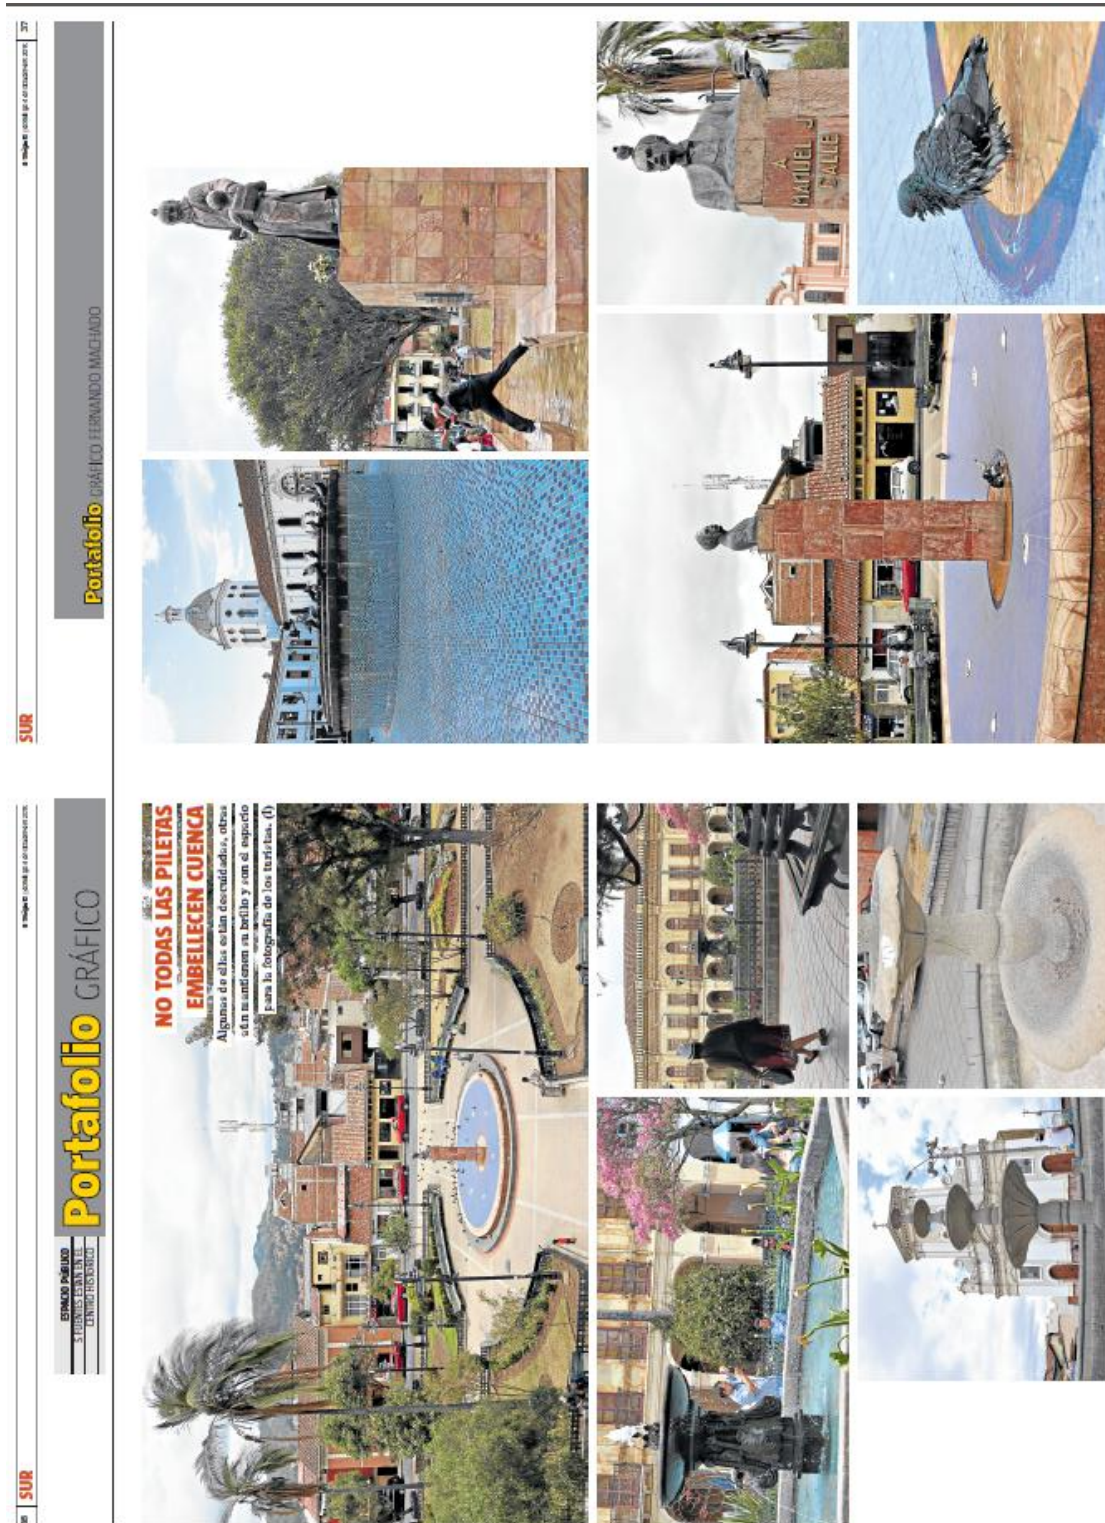 SUR
ESPACIO PÚBLICO
5 FUENTES ESTÁN EN EL
CENTRO HISTÓRICO
Portafolio GRÁFICO
NO TODAS LAS PILETAS
EMBELLECEN CUENCA
Algunas de ellas están descuidadas, otras
aún mantienen su brillo y son el espacio
para la fotografía de los turistas. (I)
SUR
37
Portafolio GRÁFICO FERNANDO MACHADO
A
MANUEL J
CALLE